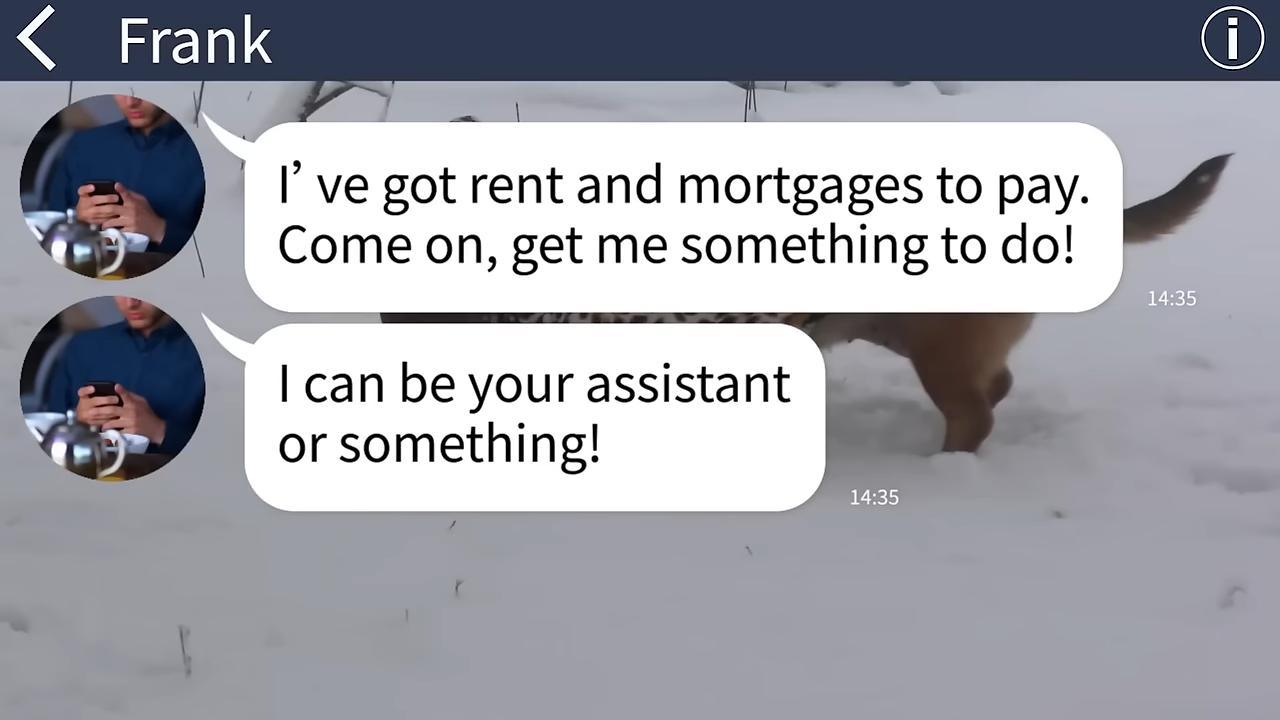 Frank
I’ ve got rent and mortgages to pay.
Come on, get me something to do!
14:35
I can be your assistant
or something!
14:35